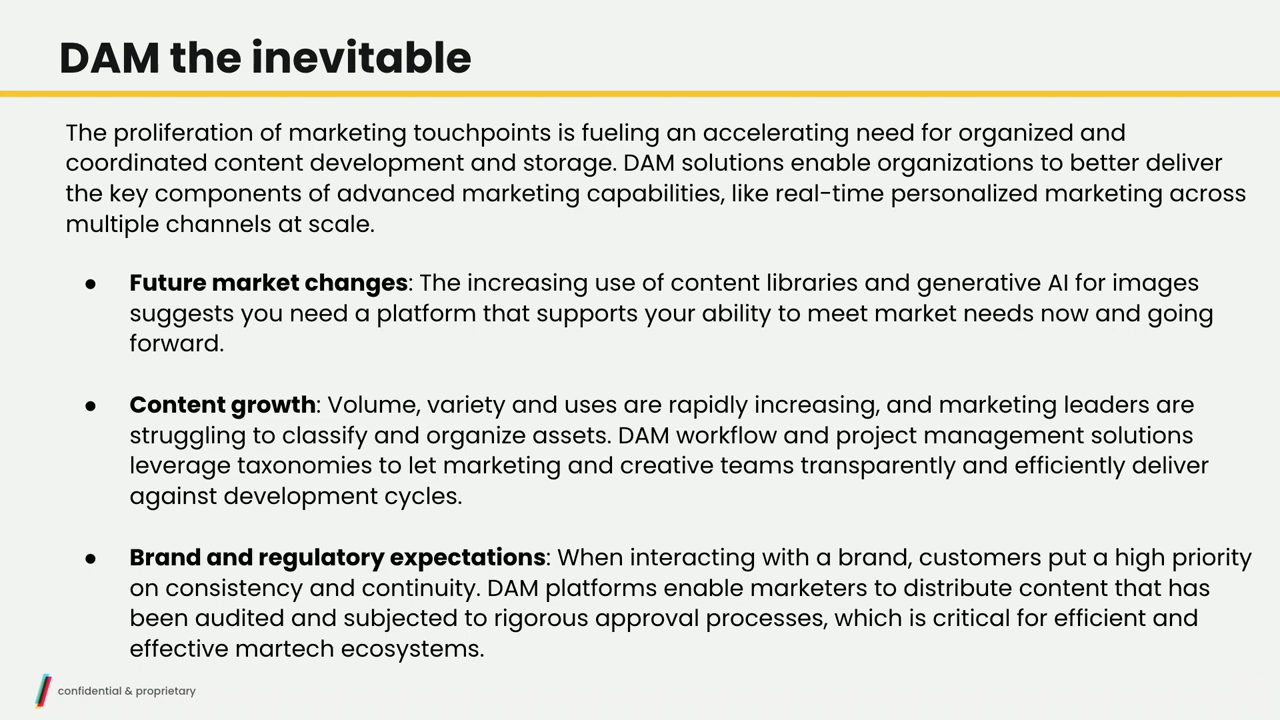 DAM the inevitable
The proliferation of marketing touchpoints is fueling an accelerating need for organized and
coordinated content development and storage. DAM solutions enable organizations to better deliver
the key components of advanced marketing capabilities, like real-time personalized marketing across
multiple channels at scale.
● Future market changes: The increasing use of content libraries and generative AI for images
suggests you need a platform that supports your ability to meet market needs now and going
forward.
● Content growth: Volume, variety and uses are rapidly increasing, and marketing leaders are
struggling to classify and organize assets. DAM workflow and project management solutions
leverage taxonomies to let marketing and creative teams transparently and efficiently deliver
against development cycles.
● Brand and regulatory expectations: When interacting with a brand, customers put a high priority
on consistency and continuity. DAM platforms enable marketers to distribute content that has
been audited and subjected to rigorous approval processes, which is critical for efficient and
effective martech ecosystems.
confidential & proprietary